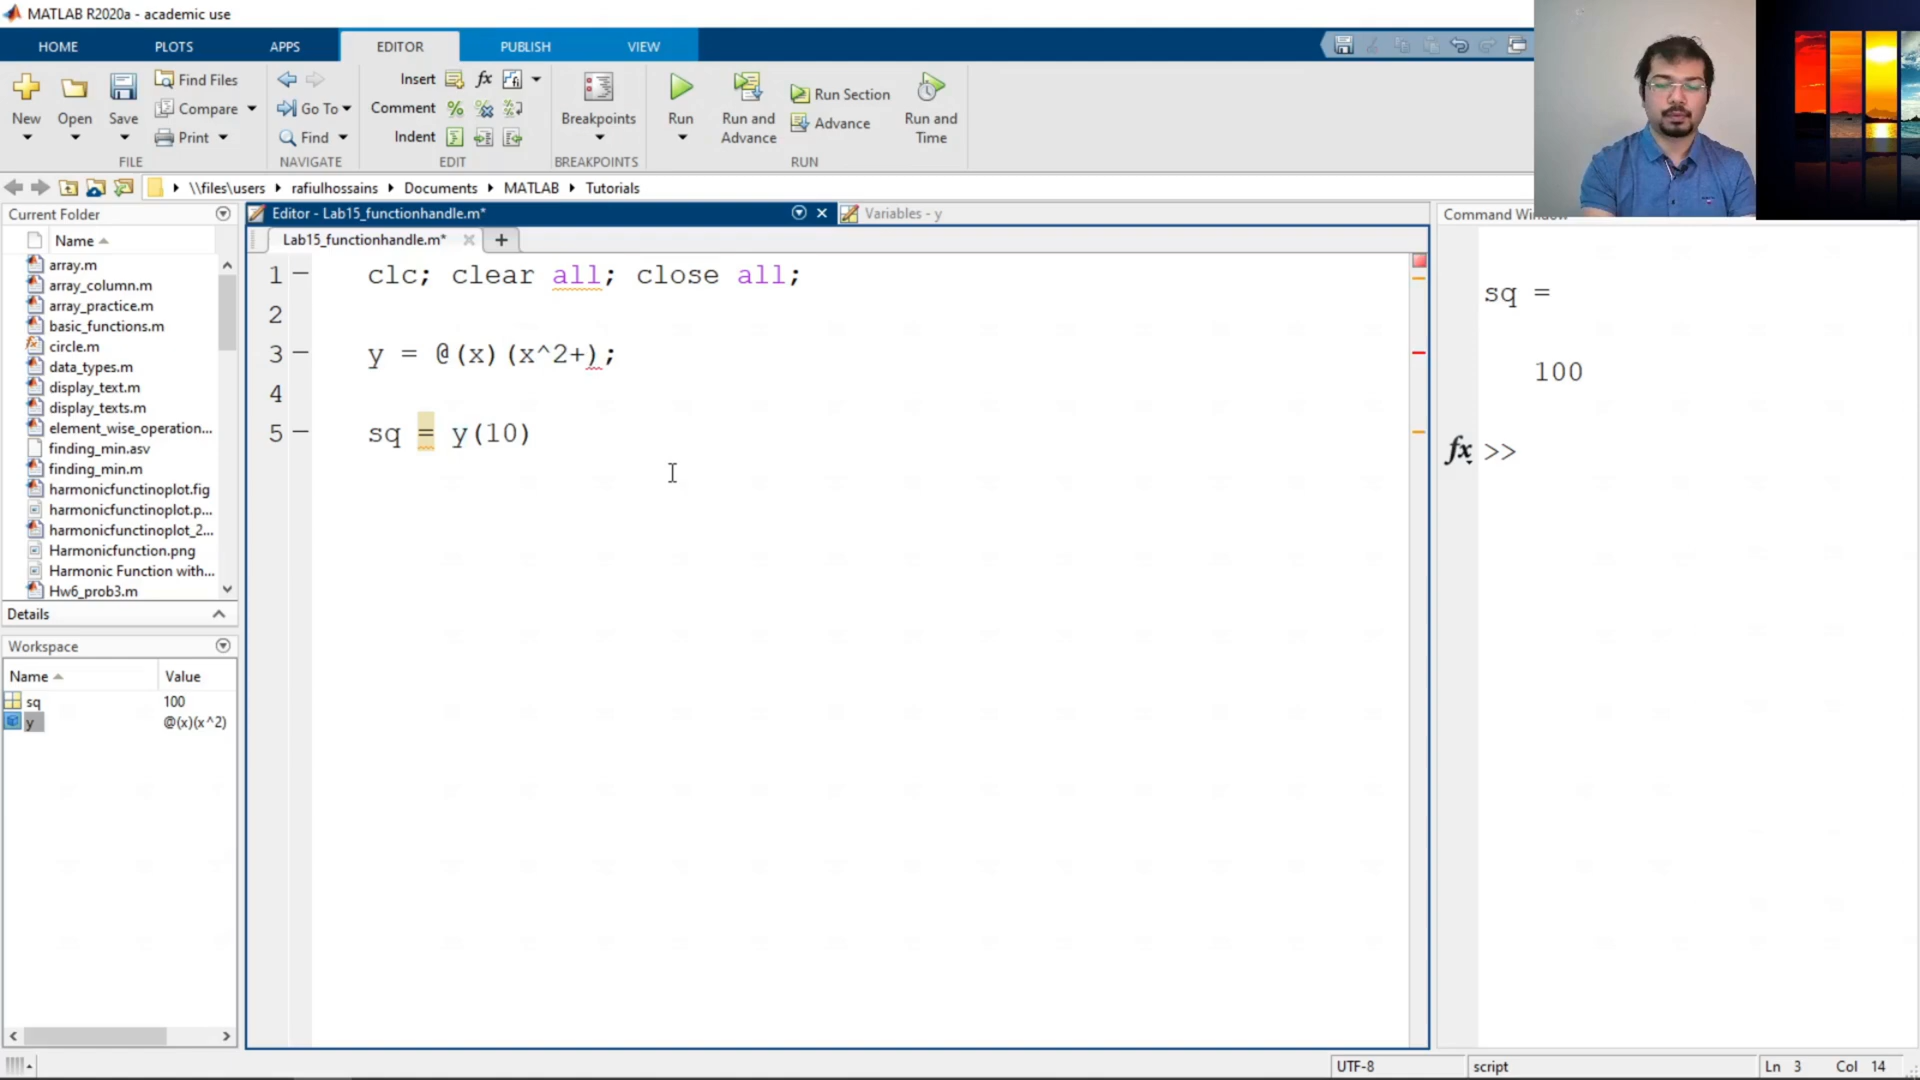 MATLAB R2020a - academic use
HOME PLOTS APPS EDITOR PUBLISH VIEW
New Open Save Find Files Compare Print FILE
Go To Find NAVIGATE
Insert fx Comment Indent EDIT
Breakpoints BREAKPOINTS
Run Run and Advance Run Section Advance Run and Time RUN
\\files\users rafiulhossains Documents MATLAB Tutorials
Current Folder
Name
array.m
array_column.m
array_practice.m
basic_functions.m
circle.m
data_types.m
display_text.m
display_texts.m
element_wise_operation...
finding_min.asv
finding_min.m
harmonicfunctinoplot.fig
harmonicfunctinoplot.p...
harmonicfunctinoplot_2...
Harmonicfunction.png
Harmonic Function with...
Hw6_prob3.m
Details
Workspace
Name Value
sq 100
y @(x)(x^2)
Editor - Lab15_functionhandle.m*
Variables - y
Lab15_functionhandle.m*
1 clc; clear all; close all;
2
3 y = @(x)(x^2+);
4
5 sq = y(10)
Command Win
sq =
100
fx >>
UTF-8 script Ln 3 Col 14